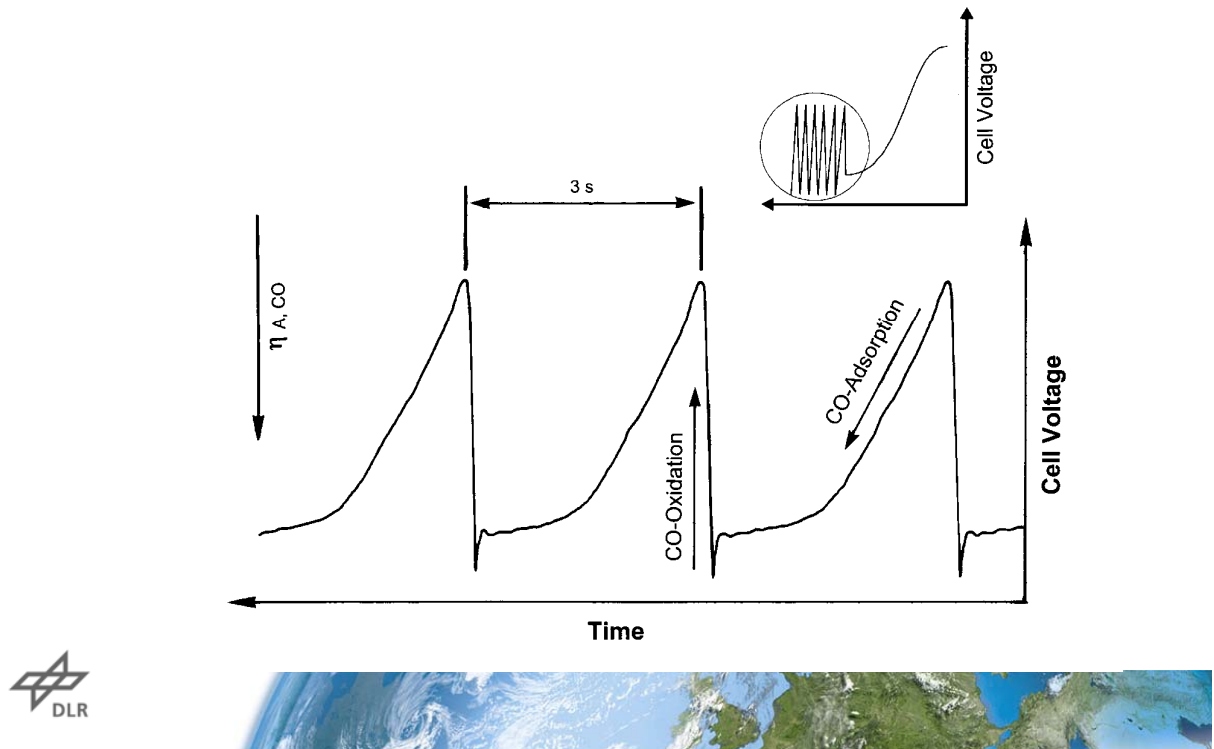 Cell Voltage
3 s
η A, CO
CO-Adsorption
CO-Oxidation
Cell Voltage
Time
DLR